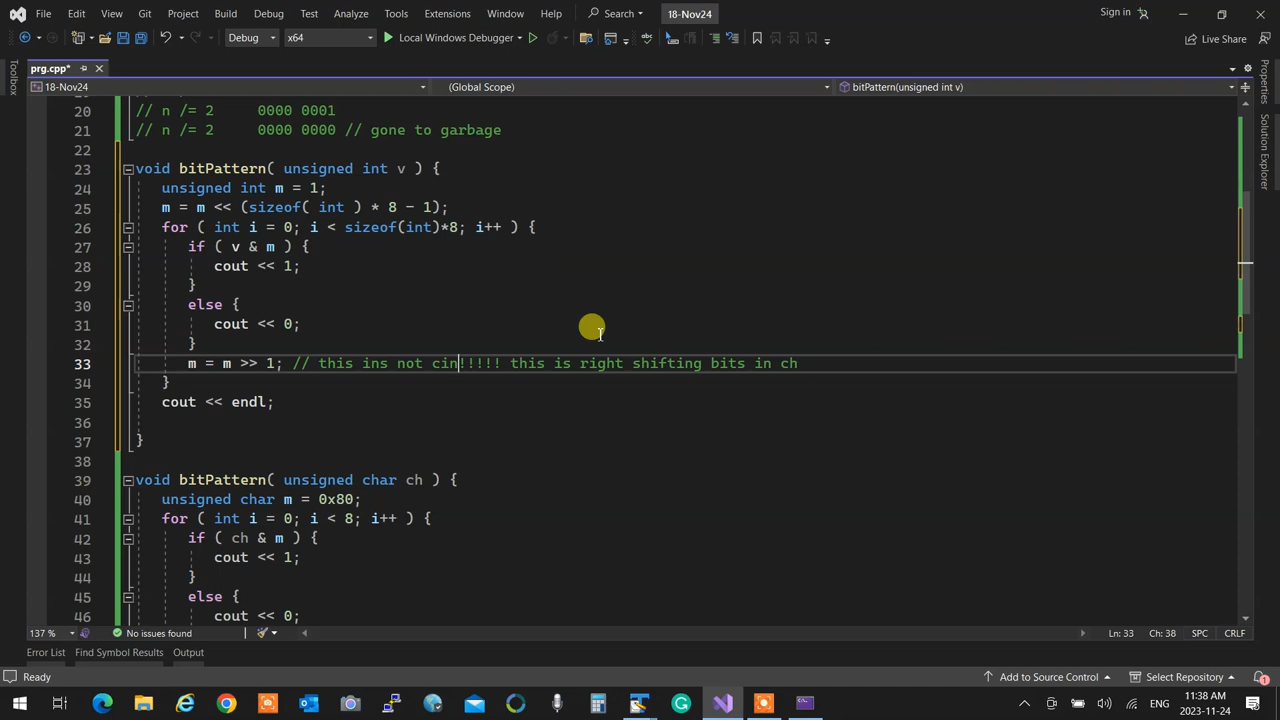 File Edit View Git Project Build Debug Test Analyze Tools Extensions Window Help Search 18-Nov24 Sign in
Debug x64 Local Windows Debugger Live Share
prg.cpp*
18-Nov24 (Global Scope) bitPattern(unsigned int v)
Toolbox
Properties
Solution Explorer
20 // n /= 2 0000 0001
21 // n /= 2 0000 0000 // gone to garbage
22
23 void bitPattern( unsigned int v ) {
24 unsigned int m = 1;
25 m = m << (sizeof( int ) * 8 - 1);
26 for ( int i = 0; i < sizeof(int)*8; i++ ) {
27 if ( v & m ) {
28 cout << 1;
29 }
30 else {
31 cout << 0;
32 }
33 m = m >> 1; // this ins not cin!!!!! this is right shifting bits in ch
34 }
35 cout << endl;
36
37 }
38
39 void bitPattern( unsigned char ch ) {
40 unsigned char m = 0x80;
41 for ( int i = 0; i < 8; i++ ) {
42 if ( ch & m ) {
43 cout << 1;
44 }
45 else {
46 cout << 0;
137 % No issues found Ln: 33 Ch: 38 SPC CRLF
Error List Find Symbol Results Output
Ready Add to Source Control Select Repository 1
ENG 11:38 AM
2023-11-24